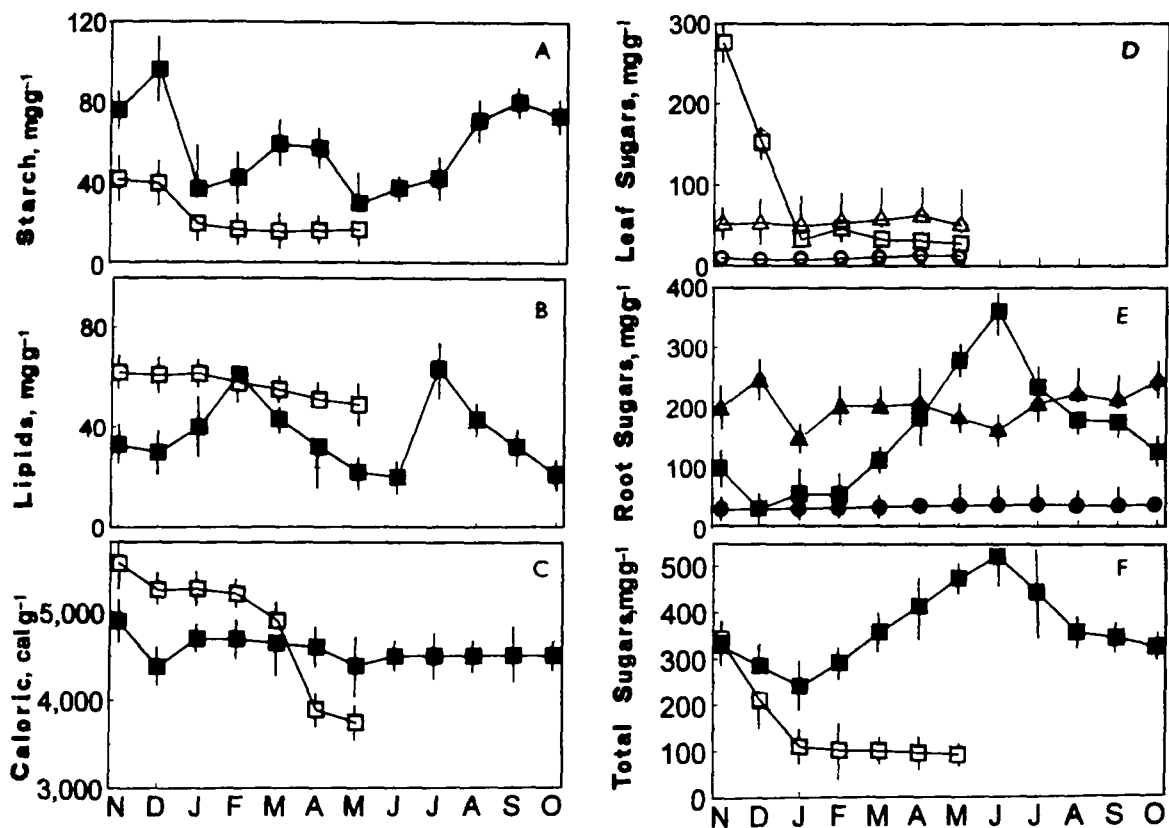 A
Starch, mgg⁻¹
120
80
40
0
B
Lipids, mgg⁻¹
80
40
0
C
Caloric, calg⁻¹
5,000
4,000
3,000
N D J F M A M J J A S O
D
Leaf Sugars, mgg⁻¹
300
200
100
0
E
Root Sugars, mgg⁻¹
400
300
200
100
0
F
Total Sugars,mgg⁻¹
500
400
300
200
100
0
N D J F M A M J J A S O